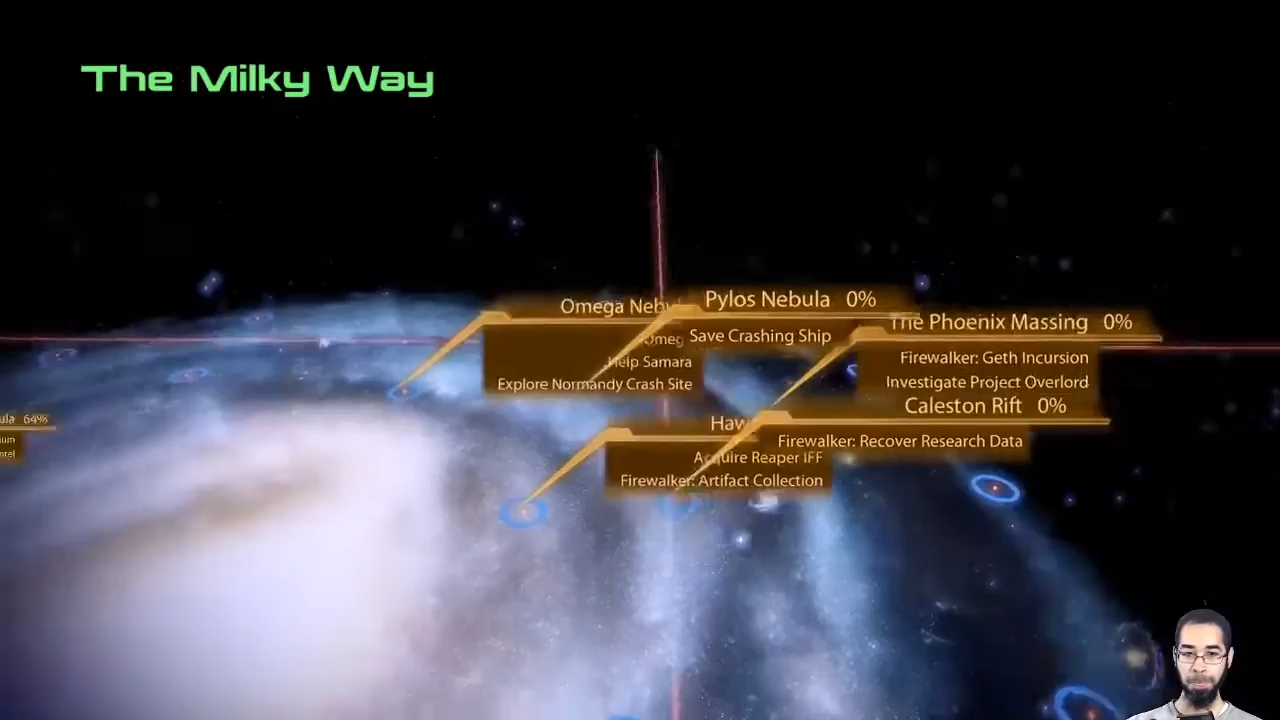 The Milky Way
Omega
Pylos Nebula 0%
Save Crashing Ship
Help Samara
Explore Normandy Crash Site
The Phoenix Massing 0%
Firewalker: Geth Incursion
Investigate Project Overlord
Caleston Rift 0%
Firewalker: Recover Research Data
Acquire Reaper IFF
Firewalker: Artifact Collection
64%